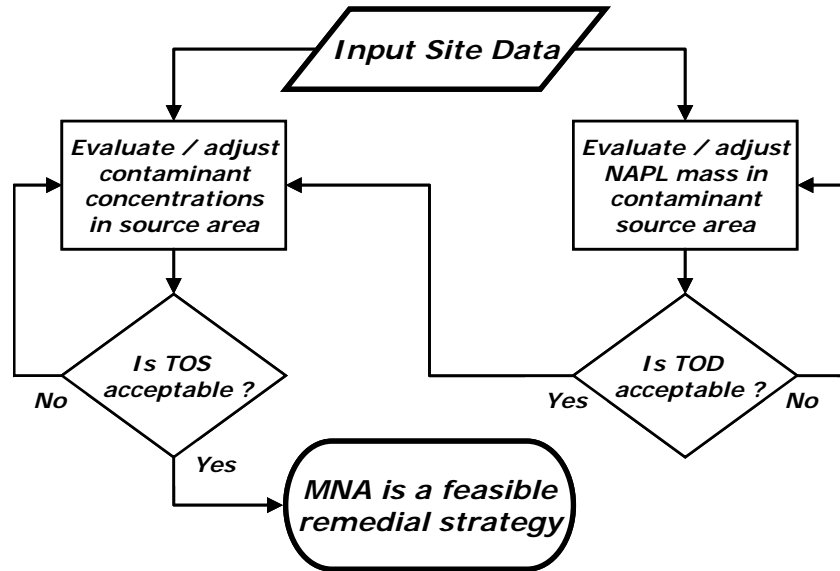 Input Site Data
Evaluate / adjust
contaminant
concentrations
in source area
Evaluate / adjust
NAPL mass in
contaminant
source area
Is TOS
acceptable ?
No
Yes
Is TOD
acceptable ?
Yes
No
MNA is a feasible
remedial strategy